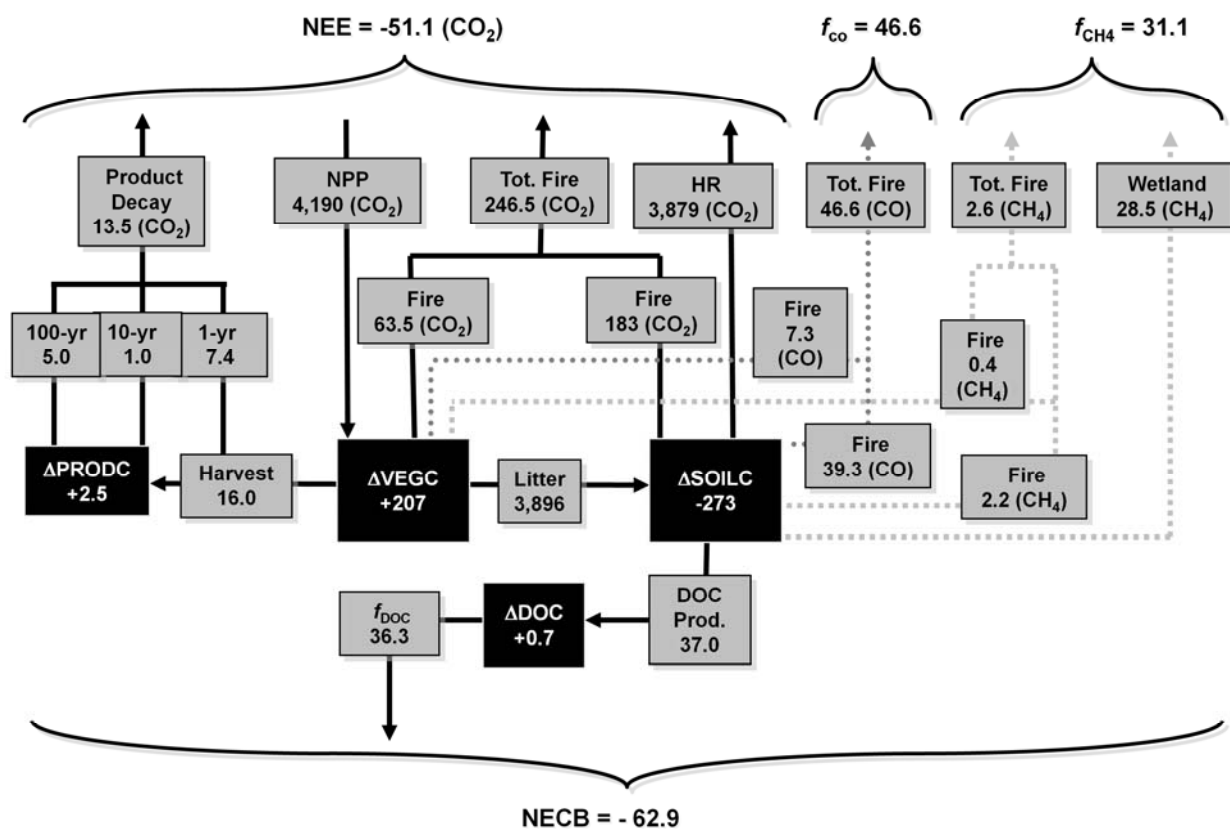 NEE = -51.1 (CO₂)
f_co = 46.6
f_CH4 = 31.1
Product
Decay
13.5 (CO₂)
NPP
4,190 (CO₂)
Tot. Fire
246.5 (CO₂)
HR
3,879 (CO₂)
Tot. Fire
46.6 (CO)
Tot. Fire
2.6 (CH₄)
Wetland
28.5 (CH₄)
100-yr
5.0
10-yr
1.0
1-yr
7.4
Fire
63.5 (CO₂)
Fire
183 (CO₂)
Fire
7.3
(CO)
Fire
0.4
(CH₄)
ΔPRODC
+2.5
Harvest
16.0
ΔVEGC
+207
Litter
3,896
ΔSOILC
-273
Fire
39.3 (CO)
Fire
2.2 (CH₄)
f_DOC
36.3
ΔDOC
+0.7
DOC
Prod.
37.0
NECB = - 62.9